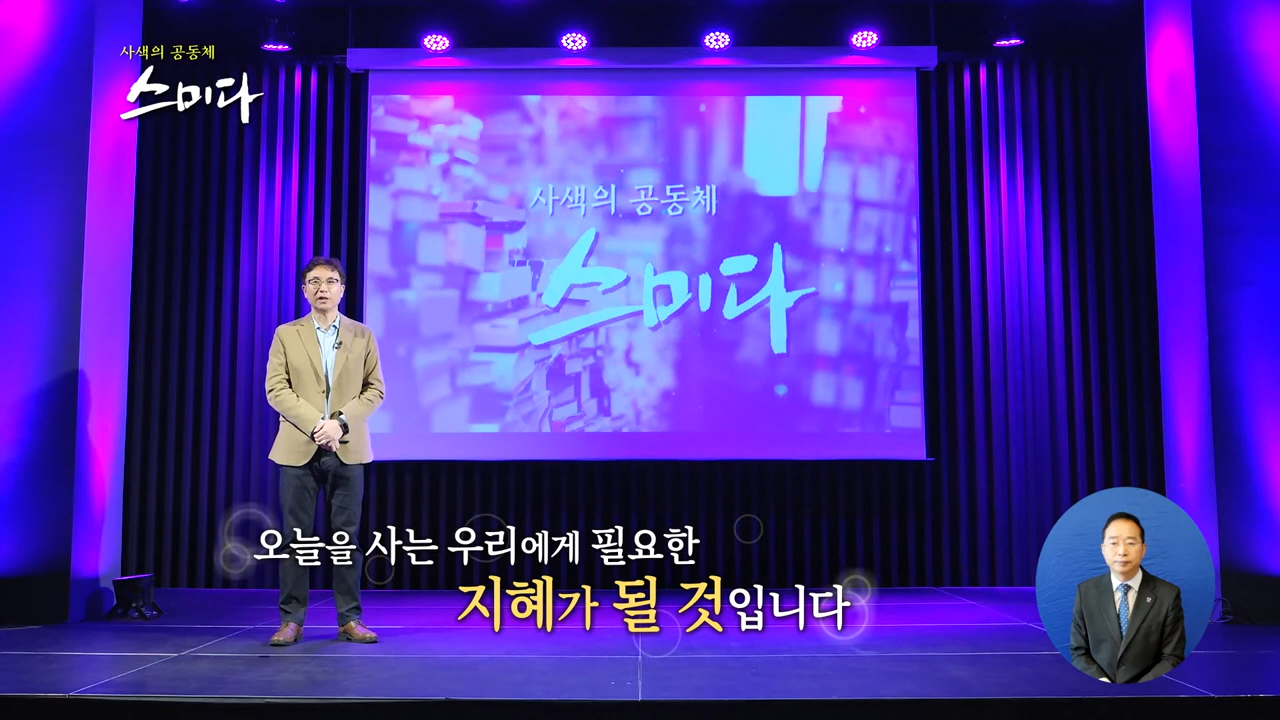 사색의 공동체
스미다
사색의 공동체
스미다
오늘을 사는 우리에게 필요한
지혜가 될 것입니다